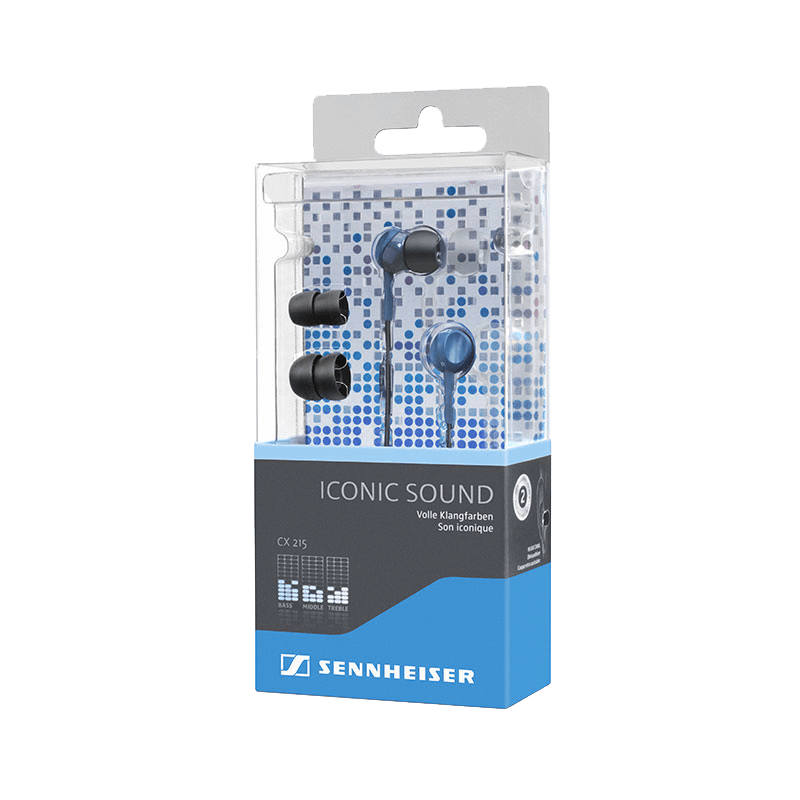 ICONIC SOUND
Volle Klangfarben
Son iconique
CX 215
BASS MIDDLE TREBLE
SENNHEISER
2